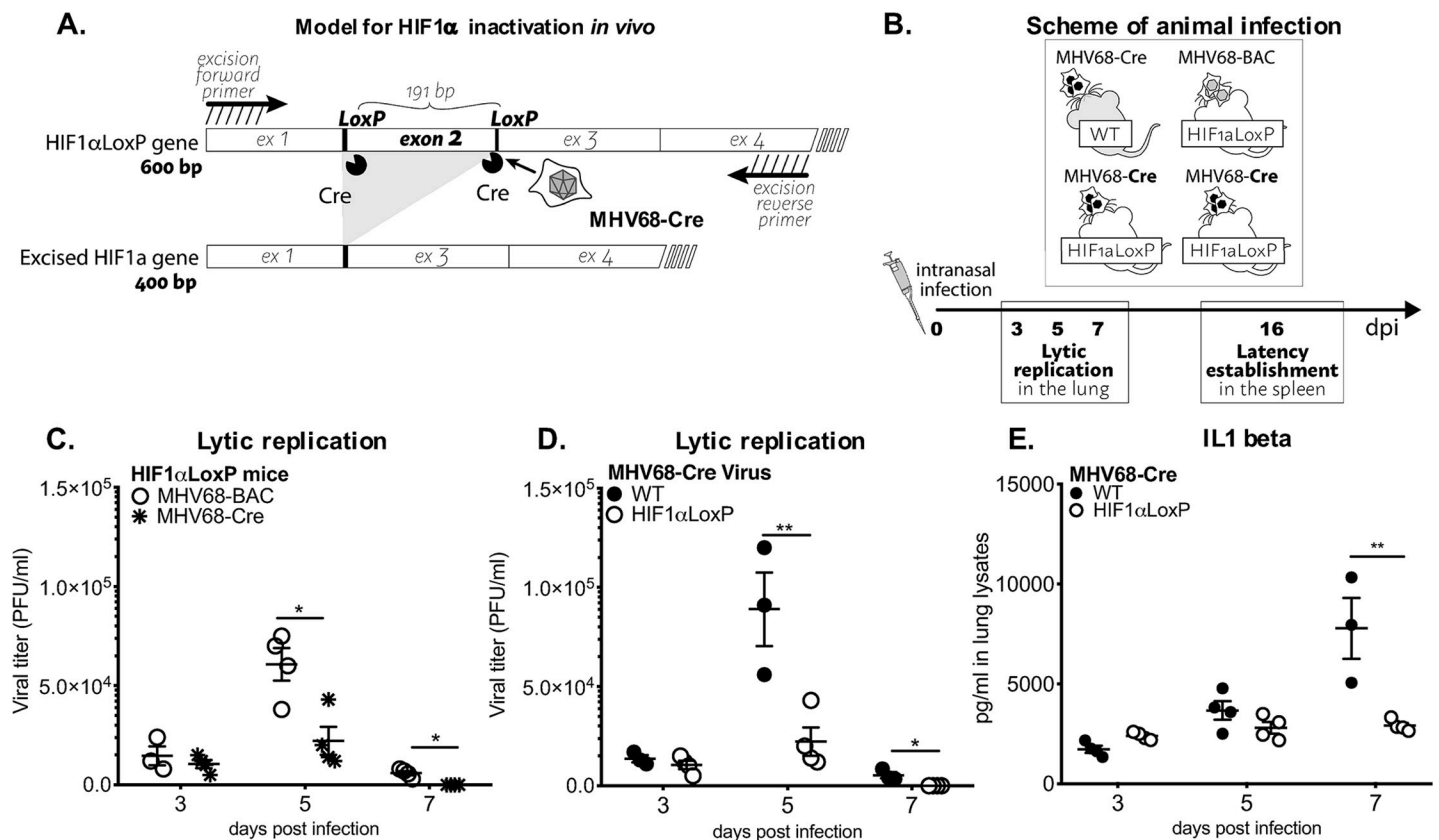 A. Model for HIF1α inactivation in vivo
excision
forward
primer
191 bp
LoxP LoxP
HIF1αLoxP gene ex 1 exon 2 ex 3 ex 4
600 bp
Cre Cre
MHV68-Cre
excision
reverse
primer
Excised HIF1a gene ex 1 ex 3 ex 4
400 bp
B. Scheme of animal infection
MHV68-Cre MHV68-BAC
WT HIF1aLoxP
MHV68-Cre MHV68-Cre
HIF1aLoxP HIF1aLoxP
intranasal
infection
0 3 5 7 16 dpi
Lytic
replication
in the lung
Latency
establishment
in the spleen
C. Lytic replication
HIF1αLoxP mice
MHV68-BAC
MHV68-Cre
Viral titer (PFU/ml)
1.5×10⁵
1.0×10⁵
5.0×10⁴
0.0
*
*
3 5 7
days post infection
D. Lytic replication
MHV68-Cre Virus
WT
HIF1αLoxP
Viral titer (PFU/ml)
1.5×10⁵
1.0×10⁵
5.0×10⁴
0.0
**
*
3 5 7
days post infection
E. IL1 beta
MHV68-Cre
WT
HIF1αLoxP
pg/ml in lung lysates
15000
10000
5000
0
**
3 5 7
days post infection